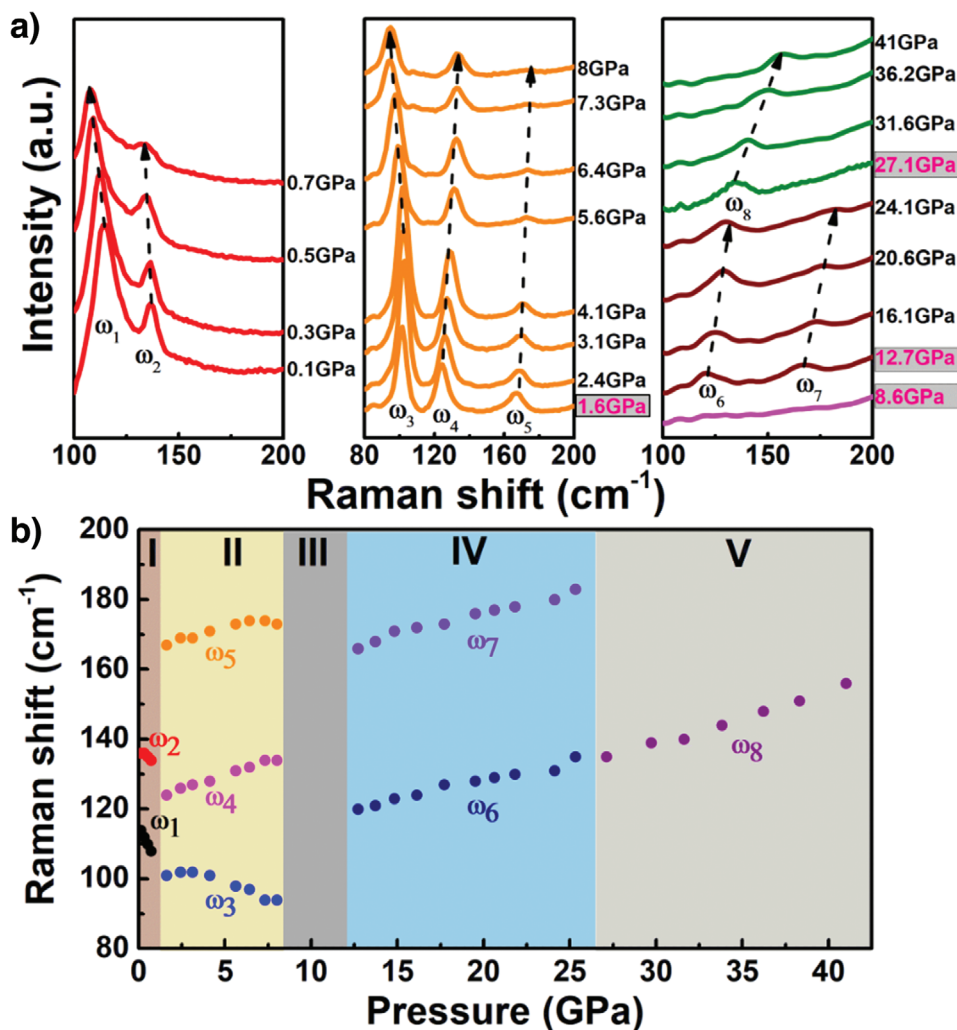 a)
Intensity (a.u.)
0.7GPa
0.5GPa
0.3GPa
0.1GPa
ω1
ω2
100 150 200
8GPa
7.3GPa
6.4GPa
5.6GPa
4.1GPa
3.1GPa
2.4GPa
1.6GPa
ω3 ω4 ω5
80 120 160 200
41GPa
36.2GPa
31.6GPa
27.1GPa
ω8
24.1GPa
20.6GPa
16.1GPa
12.7GPa
ω6 ω7
8.6GPa
100 150 200
Raman shift (cm-1)
b)
Raman shift (cm-1)
200
180
160
140
120
100
80
I II III IV V
ω5
ω7
ω2
ω8
ω4
ω6
ω1
ω3
0 5 10 15 20 25 30 35 40
Pressure (GPa)